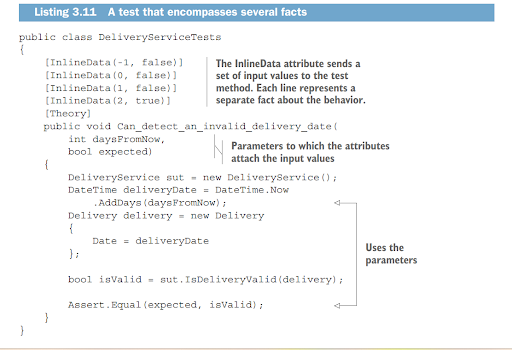 Listing 3.11 A test that encompasses several facts
public class DeliveryServiceTests
{
[InlineData(-1, false)]
[InlineData(0, false)]
[InlineData(1, false)]
[InlineData(2, true)]
[Theory]
The InlineData attribute sends a
set of input values to the test
method. Each line represents a
separate fact about the behavior.
public void Can_detect_an_invalid_delivery_date(
int daysFromNow,
bool expected)
Parameters to which the attributes
attach the input values
{
DeliveryService sut = new DeliveryService();
DateTime deliveryDate = DateTime.Now
.AddDays(daysFromNow);
Delivery delivery = new Delivery
{
Date = deliveryDate
};
Uses the
parameters
bool isValid = sut.IsDeliveryValid(delivery);
Assert.Equal(expected, isValid);
}
}